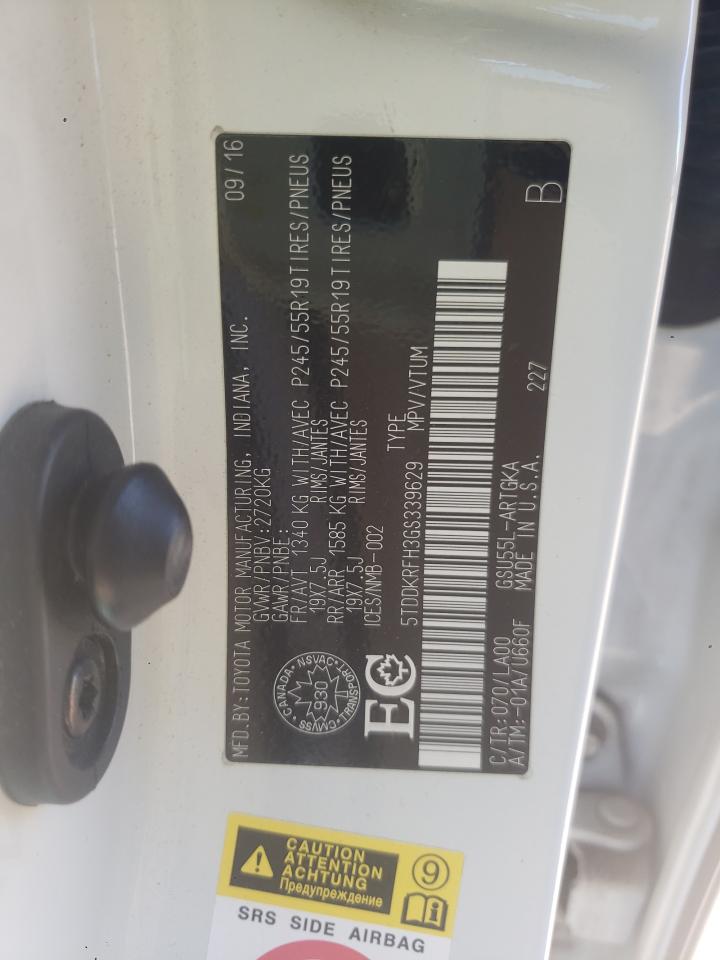 MFD.BY:TOYOTA MOTOR MANUFACTURING, INDIANA, INC. 09/16
GVWR/PNBV:2720KG
GAWR/PNBE:
FR/AVT 1340 KG WITH/AVEC P245/55R19TIRES/PNEUS
19X7.5J RIMS/JANTES
RR/ARR 1585 KG WITH/AVEC P245/55R19TIRES/PNEUS
19X7.5J RIMS/JANTES
ICES/NMB-002
CANADA • NSVAC • TRANSPORT • CMVSS •
930
EC
5TDDKRFH3GS339629 TYPE MPV/VTUM
C/TR:070/LA00 GSU55L-ARTGKA 227 B
A/TM:-01A/U660F MADE IN U.S.A.
CAUTION
ATTENTION
ACHTUNG
Предупреждение
9
i
SRS SIDE AIRBAG